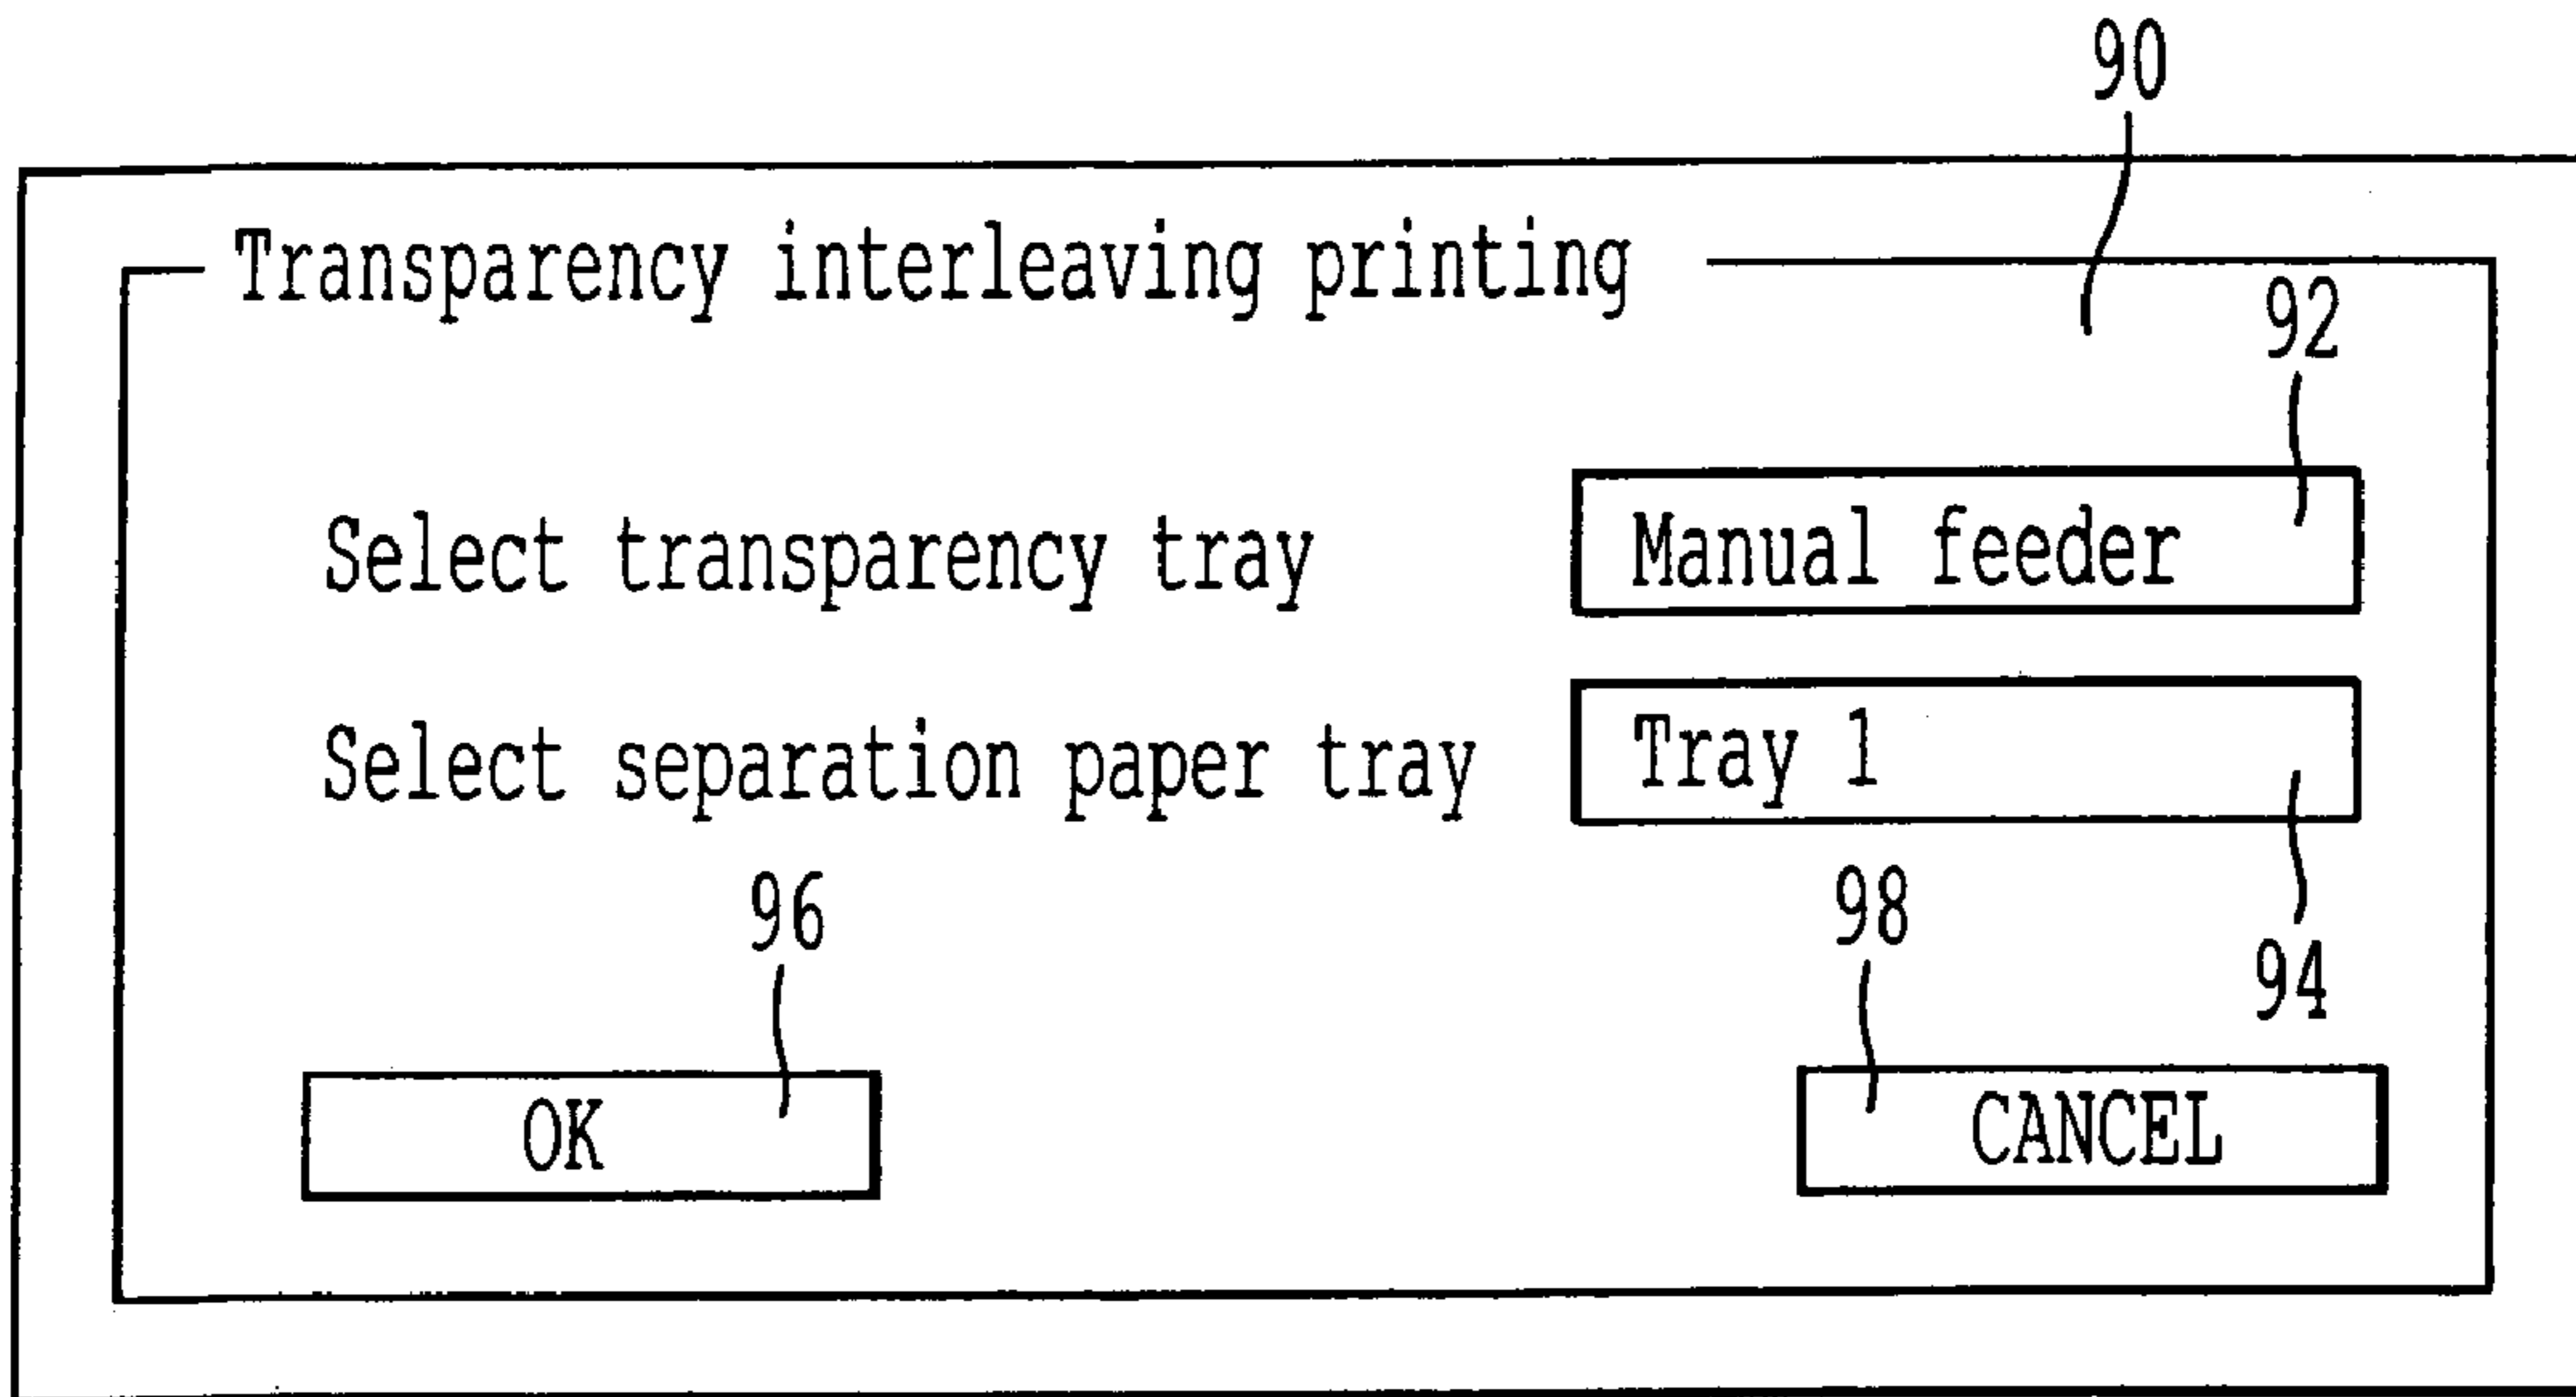 90
Transparency interleaving printing
92
Select transparency tray Manual feeder
Select separation paper tray Tray 1
96 98 94
OK CANCEL